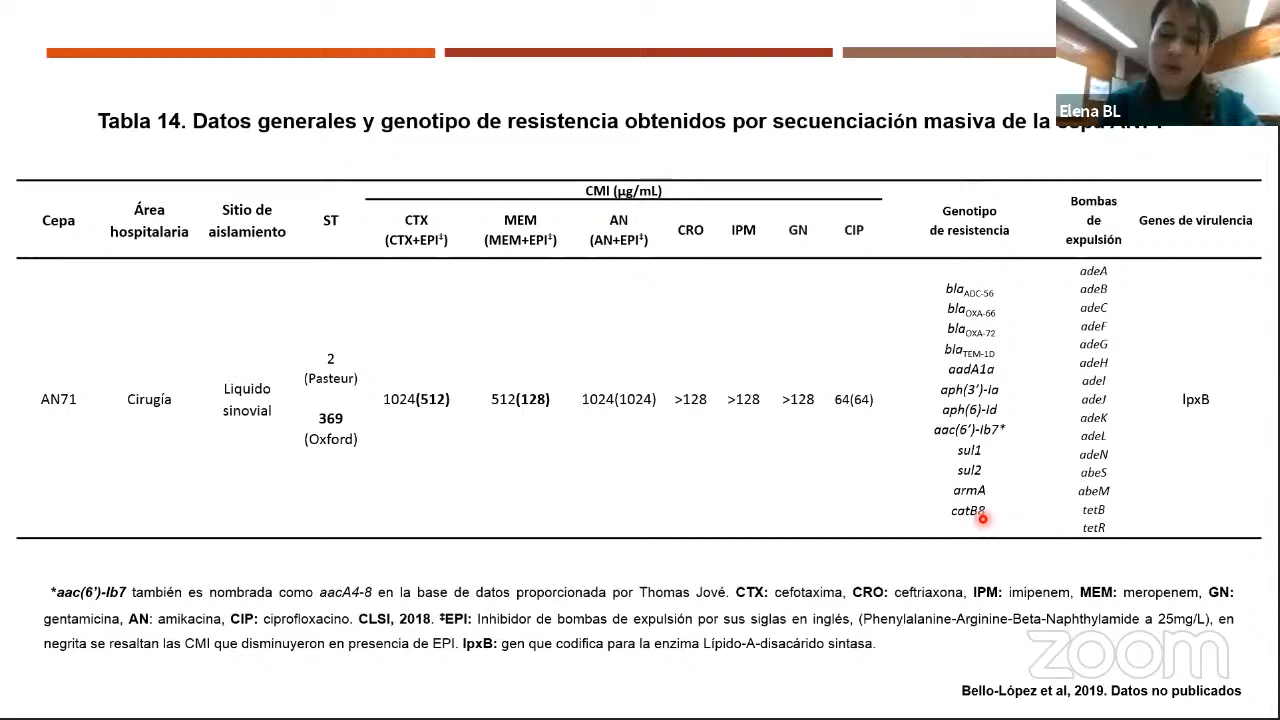 Elena BL
Tabla 14. Datos generales y genotipo de resistencia obtenidos por secuenciación masiva de la
CMI (µg/mL)
Cepa
Área
hospitalaria
Sitio de
aislamiento
ST
CTX
(CTX+EPI‡)
MEM
(MEM+EPI‡)
AN
(AN+EPI‡)
CRO
IPM
GN
CIP
Genotipo
de resistencia
Bombas
de
expulsión
Genes de virulencia
AN71
Cirugía
Liquido
sinovial
2
(Pasteur)
369
(Oxford)
1024(512)
512(128)
1024(1024)
>128
>128
>128
64(64)
blaADC-56
blaOXA-66
blaOXA-72
blaTEM-1D
aadA1a
aph(3’)-ia
aph(6)-Id
aac(6’)-Ib7*
sul1
sul2
armA
catB8
adeA
adeB
adeC
adeF
adeG
adeH
adeI
adeJ
adeK
adeL
adeN
abeS
abeM
tetB
tetR
lpxB
*aac(6’)-Ib7 también es nombrada como aacA4-8 en la base de datos proporcionada por Thomas Jové. CTX: cefotaxima, CRO: ceftriaxona, IPM: imipenem, MEM: meropenem, GN:
gentamicina, AN: amikacina, CIP: ciprofloxacino. CLSI, 2018. ‡EPI: Inhibidor de bombas de expulsión por sus siglas en inglés, (Phenylalanine-Arginine-Beta-Naphthylamide a 25mg/L), en
negrita se resaltan las CMI que disminuyeron en presencia de EPI. lpxB: gen que codifica para la enzima Lípido-A-disacárido sintasa.
zoom
Bello-López et al, 2019. Datos no publicados